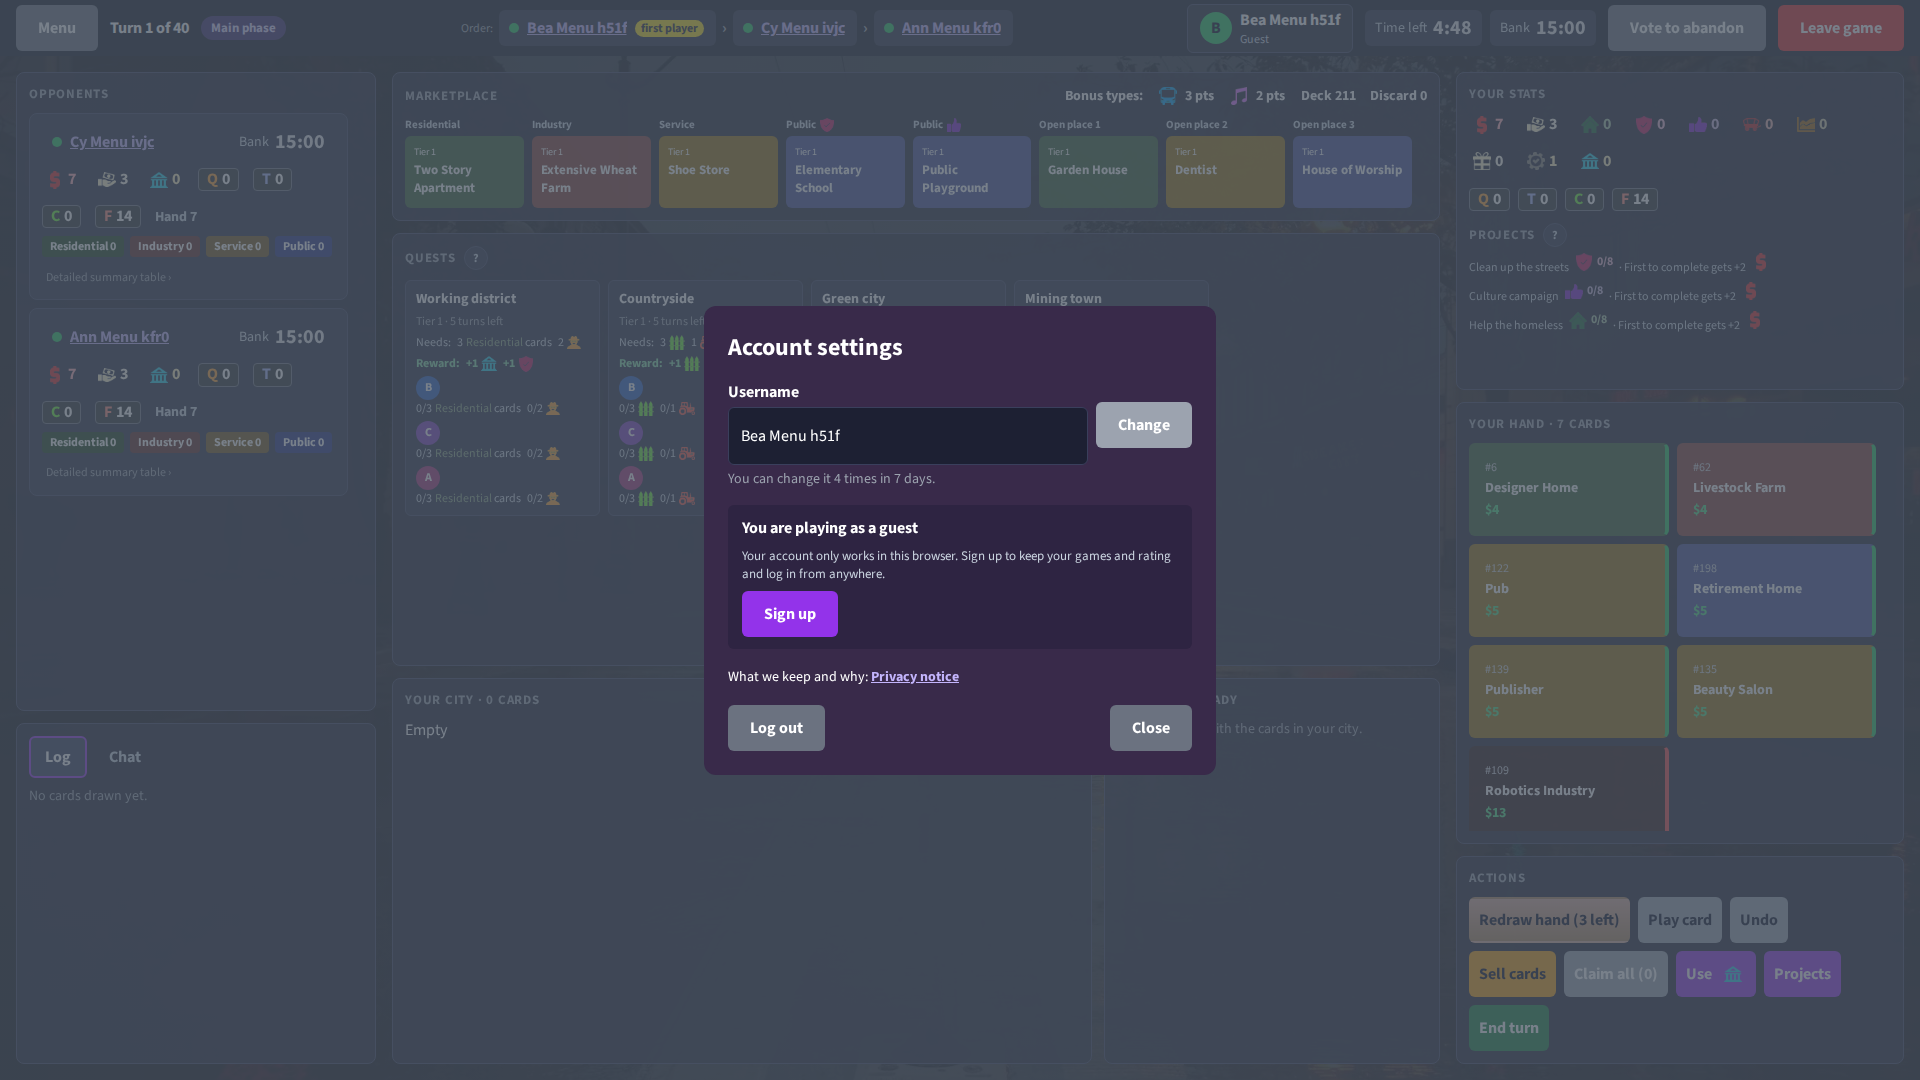 Menu
Turn 1 of 40
Main phase
Order:
Bea Menu h51f
first player
›
Cy Menu ivjc
›
Ann Menu kfr0
B
Bea Menu h51f
Guest
Time left 4:48
Bank 15:00
Vote to abandon
Leave game
OPPONENTS
Cy Menu ivjc
Bank 15:00
7 3 0 Q 0 T 0
C 0 F 14 Hand 7
Residential 0 Industry 0 Service 0 Public 0
Detailed summary table ›
Ann Menu kfr0
Bank 15:00
7 3 0 Q 0 T 0
C 0 F 14 Hand 7
Residential 0 Industry 0 Service 0 Public 0
Detailed summary table ›
Log
Chat
No cards drawn yet.
MARKETPLACE
Bonus types: 3 pts 2 pts Deck 211 Discard 0
Residential
Tier 1
Two Story
Apartment
Industry
Tier 1
Extensive Wheat
Farm
Service
Tier 1
Shoe Store
Public
Tier 1
Elementary
School
Public
Tier 1
Public
Playground
Open place 1
Tier 1
Garden House
Open place 2
Tier 1
Dentist
Open place 3
Tier 1
House of Worship
QUESTS ?
Working district
Tier 1 · 5 turns left
Needs: 3 Residential cards 2
Reward: +1 +1
B
0/3 Residential cards 0/2
C
0/3 Residential cards 0/2
A
0/3 Residential cards 0/2
Countryside
Tier 1 · 5 turns left
Needs: 3 1
Reward: +1
B
0/3 0/1
C
0/3 0/1
A
0/3 0/1
Green city
Mining town
Account settings
Username
Bea Menu h51f
Change
You can change it 4 times in 7 days.
You are playing as a guest
Your account only works in this browser. Sign up to keep your games and rating
and log in from anywhere.
Sign up
What we keep and why: Privacy notice
Log out
Close
YOUR CITY · 0 CARDS
Empty
ADY
ith the cards in your city.
YOUR STATS
7 3 0 0 0 0 0
0 1 0
Q 0 T 0 C 0 F 14
PROJECTS ?
Clean up the streets 0/8 · First to complete gets +2
Culture campaign 0/8 · First to complete gets +2
Help the homeless 0/8 · First to complete gets +2
YOUR HAND · 7 CARDS
#6
Designer Home
$4
#62
Livestock Farm
$4
#122
Pub
$5
#198
Retirement Home
$5
#139
Publisher
$5
#135
Beauty Salon
$5
#109
Robotics Industry
$13
ACTIONS
Redraw hand (3 left)
Play card
Undo
Sell cards
Claim all (0)
Use
Projects
End turn